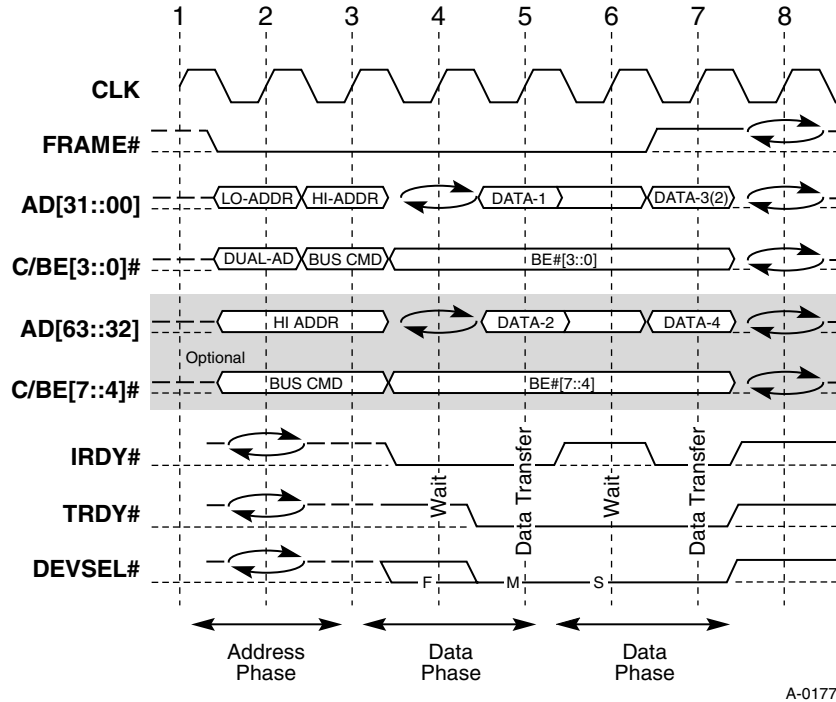 1 2 3 4 5 6 7 8
CLK
FRAME#
AD[31::00] LO-ADDR HI-ADDR DATA-1 DATA-3(2)
C/BE[3::0]# DUAL-AD BUS CMD BE#[3::0]
AD[63::32] HI ADDR DATA-2 DATA-4
Optional
C/BE[7::4]# BUS CMD BE#[7::4]
IRDY#
Wait
Data Transfer
Wait
Data Transfer
TRDY#
DEVSEL# F M S
Address Phase
Data Phase
Data Phase
A-0177